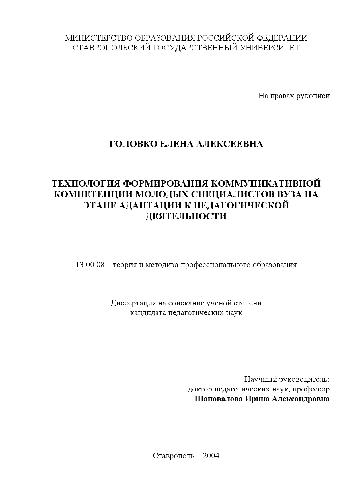 МИНИСТЕРСТВО ОБРАЗОВАНИЯ РОССИЙСКОЙ ФЕДЕРАЦИИ
СТАВРОПОЛЬСКИЙ ГОСУДАРСТВЕННЫЙ УНИВЕРСИТЕТ
На правах рукописи
ГОЛОВКО ЕЛЕНА АЛЕКСЕЕВНА
ТЕХНОЛОГИЯ ФОРМИРОВАНИЯ КОММУНИКАТИВНОЙ
КОМПЕТЕНЦИИ МОЛОДЫХ СПЕЦИАЛИСТОВ ВУЗА НА
ЭТАПЕ АДАПТАЦИИ К ПЕДАГОГИЧЕСКОЙ
ДЕЯТЕЛЬНОСТИ
13.00.08 – теория и методика профессионального образования
Диссертация на соискание ученой степени
кандидата педагогических наук
Научный руководитель:
доктор педагогических наук, профессор
Шаповалова Ирина Александровна
Ставрополь – 2004